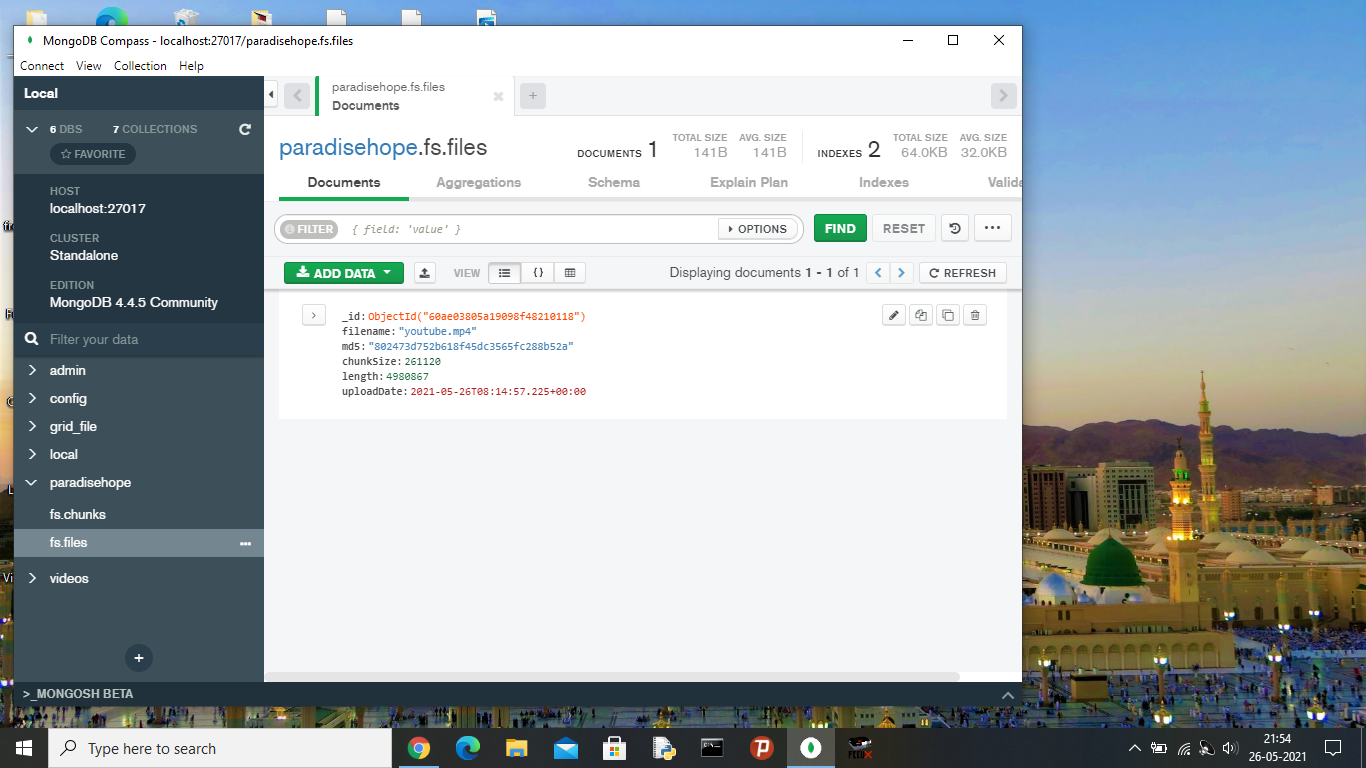 MongoDB Compass - localhost:27017/paradisehope.fs.files
Connect View Collection Help
Local
6 DBS 7 COLLECTIONS
FAVORITE
HOST
localhost:27017
CLUSTER
Standalone
EDITION
MongoDB 4.4.5 Community
Filter your data
admin
config
grid_file
local
paradisehope
fs.chunks
fs.files
videos
>_MONGOSH BETA
paradisehope.fs.files
Documents
paradisehope.fs.files
DOCUMENTS 1
TOTAL SIZE
141B
AVG. SIZE
141B
INDEXES 2
TOTAL SIZE
64.0KB
AVG. SIZE
32.0KB
Documents Aggregations Schema Explain Plan Indexes Valida
FILTER { field: 'value' } OPTIONS FIND RESET
ADD DATA VIEW {} Displaying documents 1 - 1 of 1 REFRESH
_id: ObjectId("60ae03805a19098f48210118")
filename: "youtube.mp4"
md5: "802473d752b618f45dc3565fc288b52a"
chunkSize: 261120
length: 4980867
uploadDate: 2021-05-26T08:14:57.225+00:00
Type here to search
21:54
26-05-2021